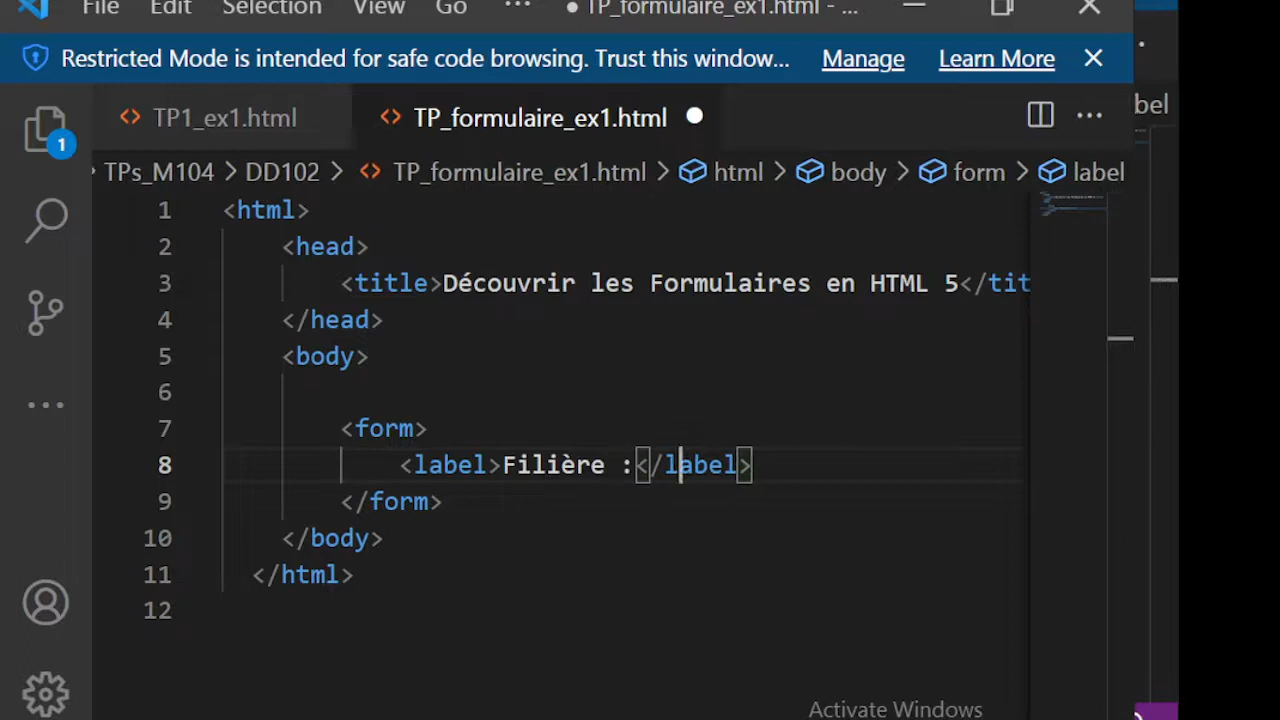 File Edit Selection View Go ··· ● TP_formulaire_ex1.html - ...
Restricted Mode is intended for safe code browsing. Trust this window... Manage Learn More
TP1_ex1.html TP_formulaire_ex1.html
TPs_M104 > DD102 > TP_formulaire_ex1.html > html > body > form > label
1 <html>
2 <head>
3 <title>Découvrir les Formulaires en HTML 5</tit
4 </head>
5 <body>
6
7 <form>
8 <label>Filière :</label>
9 </form>
10 </body>
11 </html>
12
1
bel
Activate Windows